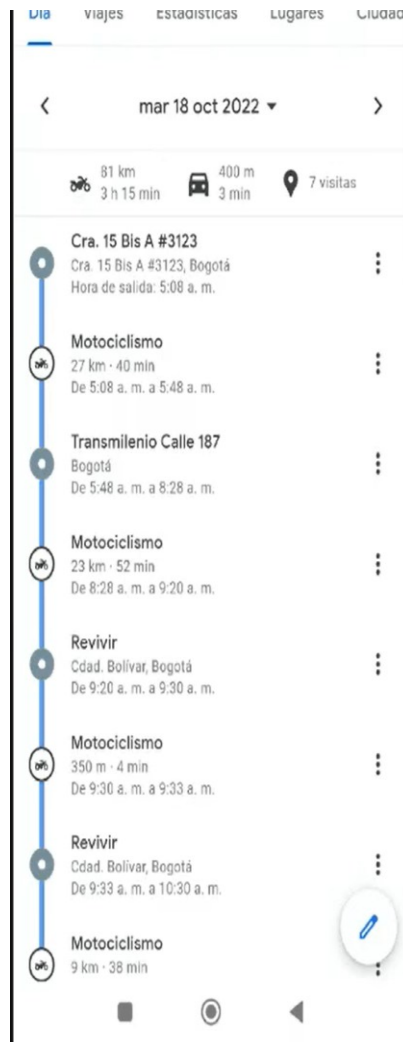 Día Viajes Estadísticas Lugares Ciudad
mar 18 oct 2022
81 km
3 h 15 min
400 m
3 min
7 visitas
Cra. 15 Bis A #3123
Cra. 15 Bis A #3123, Bogotá
Hora de salida: 5:08 a. m.
Motociclismo
27 km · 40 min
De 5:08 a. m. a 5:48 a. m.
Transmilenio Calle 187
Bogotá
De 5:48 a. m. a 8:28 a. m.
Motociclismo
23 km · 52 min
De 8:28 a. m. a 9:20 a. m.
Revivir
Cdad. Bolívar, Bogotá
De 9:20 a. m. a 9:30 a. m.
Motociclismo
350 m · 4 min
De 9:30 a. m. a 9:33 a. m.
Revivir
Cdad. Bolívar, Bogotá
De 9:33 a. m. a 10:30 a. m.
Motociclismo
9 km · 38 min